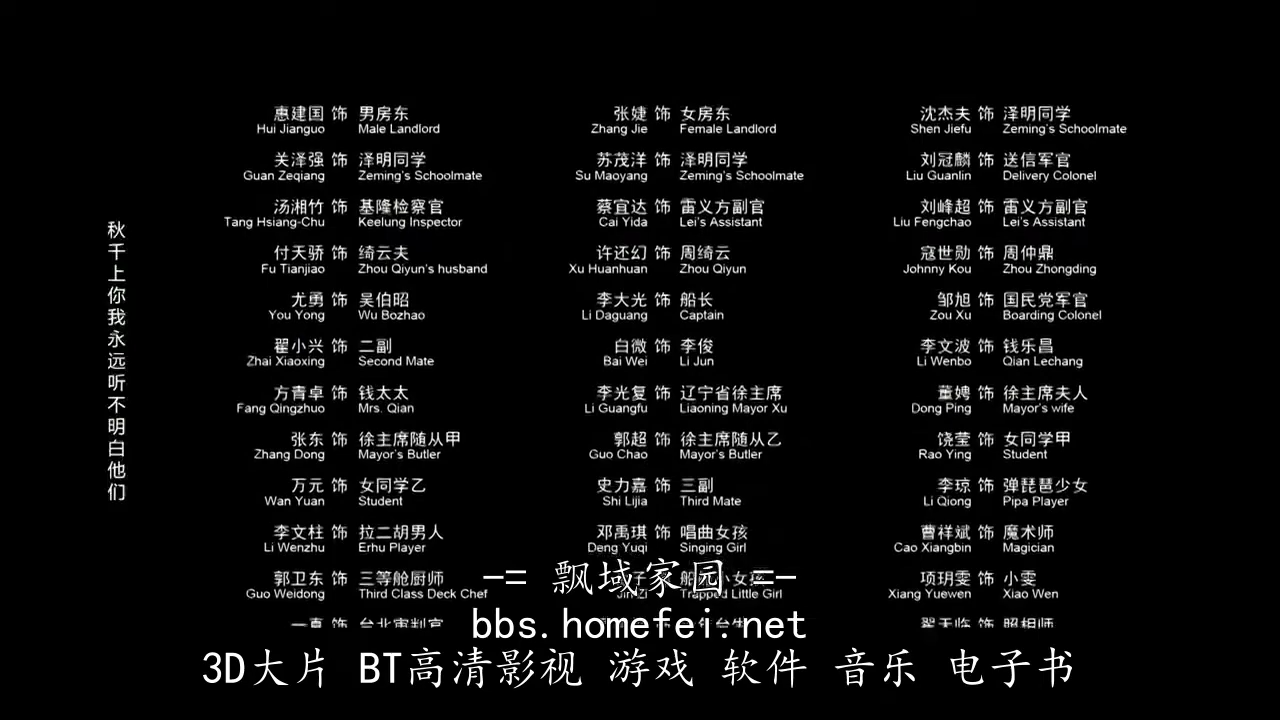 秋千上你我永远听不明白他们
惠建国 饰 男房东 张婕 饰 女房东 沈杰夫 饰 泽明同学
Hui Jianguo Male Landlord Zhang Jie Female Landlord Shen Jiefu Zeming's Schoolmate
关泽强 饰 泽明同学 苏茂洋 饰 泽明同学 刘冠麟 饰 送信军官
Guan Zeqiang Zeming's Schoolmate Su Maoyang Zeming's Schoolmate Liu Guanlin Delivery Colonel
汤湘竹 饰 基隆检察官 蔡宜达 饰 雷义方副官 刘峰超 饰 雷义方副官
Tang Hsiang-Chu Keelung Inspector Cai Yida Lei's Assistant Liu Fengchao Lei's Assistant
付天骄 饰 绮云夫 许还幻 饰 周绮云 寇世勋 饰 周仲鼎
Fu Tianjiao Zhou Qiyun's husband Xu Huanhuan Zhou Qiyun Johnny Kou Zhou Zhongding
尤勇 饰 吴伯昭 李大光 饰 船长 邹旭 饰 国民党军官
You Yong Wu Bozhao Li Daguang Captain Zou Xu Boarding Colonel
翟小兴 饰 二副 白微 饰 李俊 李文波 饰 钱乐昌
Zhai Xiaoxing Second Mate Bai Wei Li Jun Li Wenbo Qian Lechang
方青卓 饰 钱太太 李光复 饰 辽宁省徐主席 董娉 饰 徐主席夫人
Fang Qingzhuo Mrs. Qian Li Guangfu Liaoning Mayor Xu Dong Ping Mayor's wife
张东 饰 徐主席随从甲 郭超 饰 徐主席随从乙 饶莹 饰 女同学甲
Zhang Dong Mayor's Butler Guo Chao Mayor's Butler Rao Ying Student
万元 饰 女同学乙 史力嘉 饰 三副 李琼 饰 弹琵琶少女
Wan Yuan Student Shi Lijia Third Mate Li Qiong Pipa Player
李文柱 饰 拉二胡男人 邓禹琪 饰 唱曲女孩 曹祥斌 饰 魔术师
Li Wenzhu Erhu Player Deng Yuqi Singing Girl Cao Xiangbin Magician
郭卫东 饰 三等舱厨师 子 饰 小女孩 项玥雯 饰 小雯
Guo Weidong Third Class Deck Chef Jin Zi Trapped Little Girl Xiang Yuewen Xiao Wen
-= 飘域家园 =-
bbs.homefei.net
3D大片 BT高清影视 游戏 软件 音乐 电子书